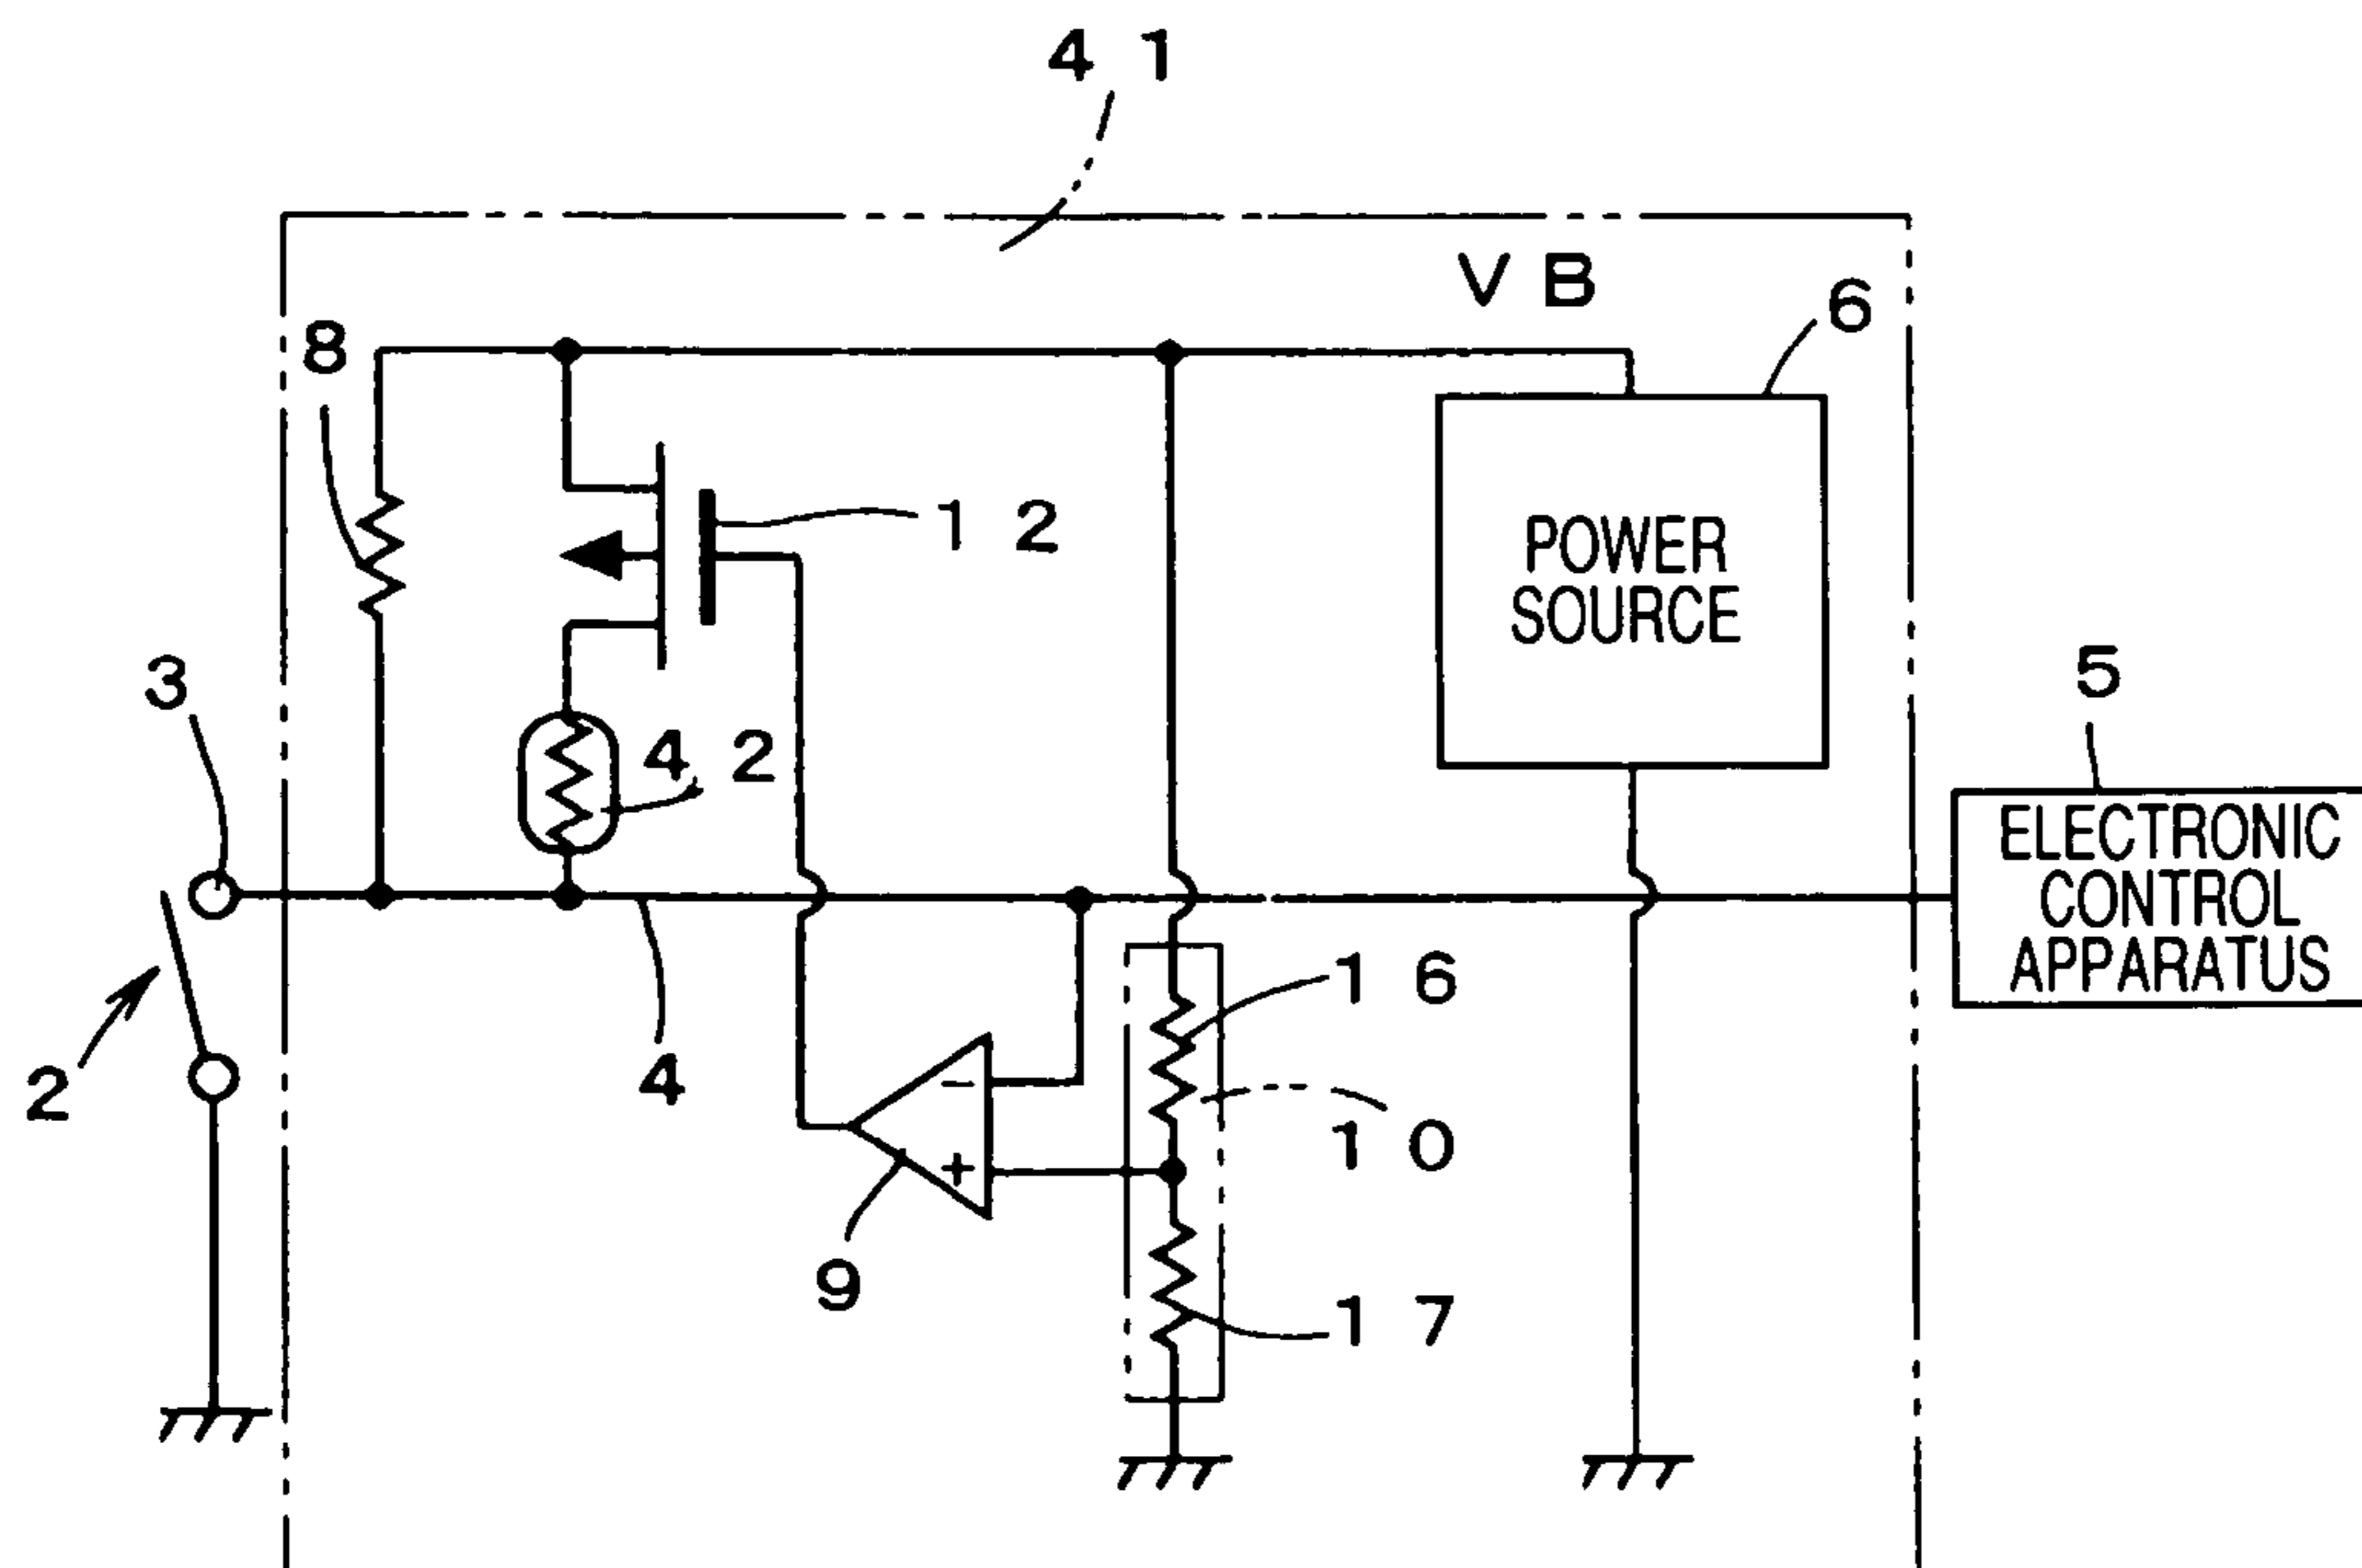 4 1
V B
6
8
1 2
POWER
SOURCE
3
4 2
5
ELECTRONIC
CONTROL
APPARATUS
1 6
2
4
−
1 0
+
9
1 7